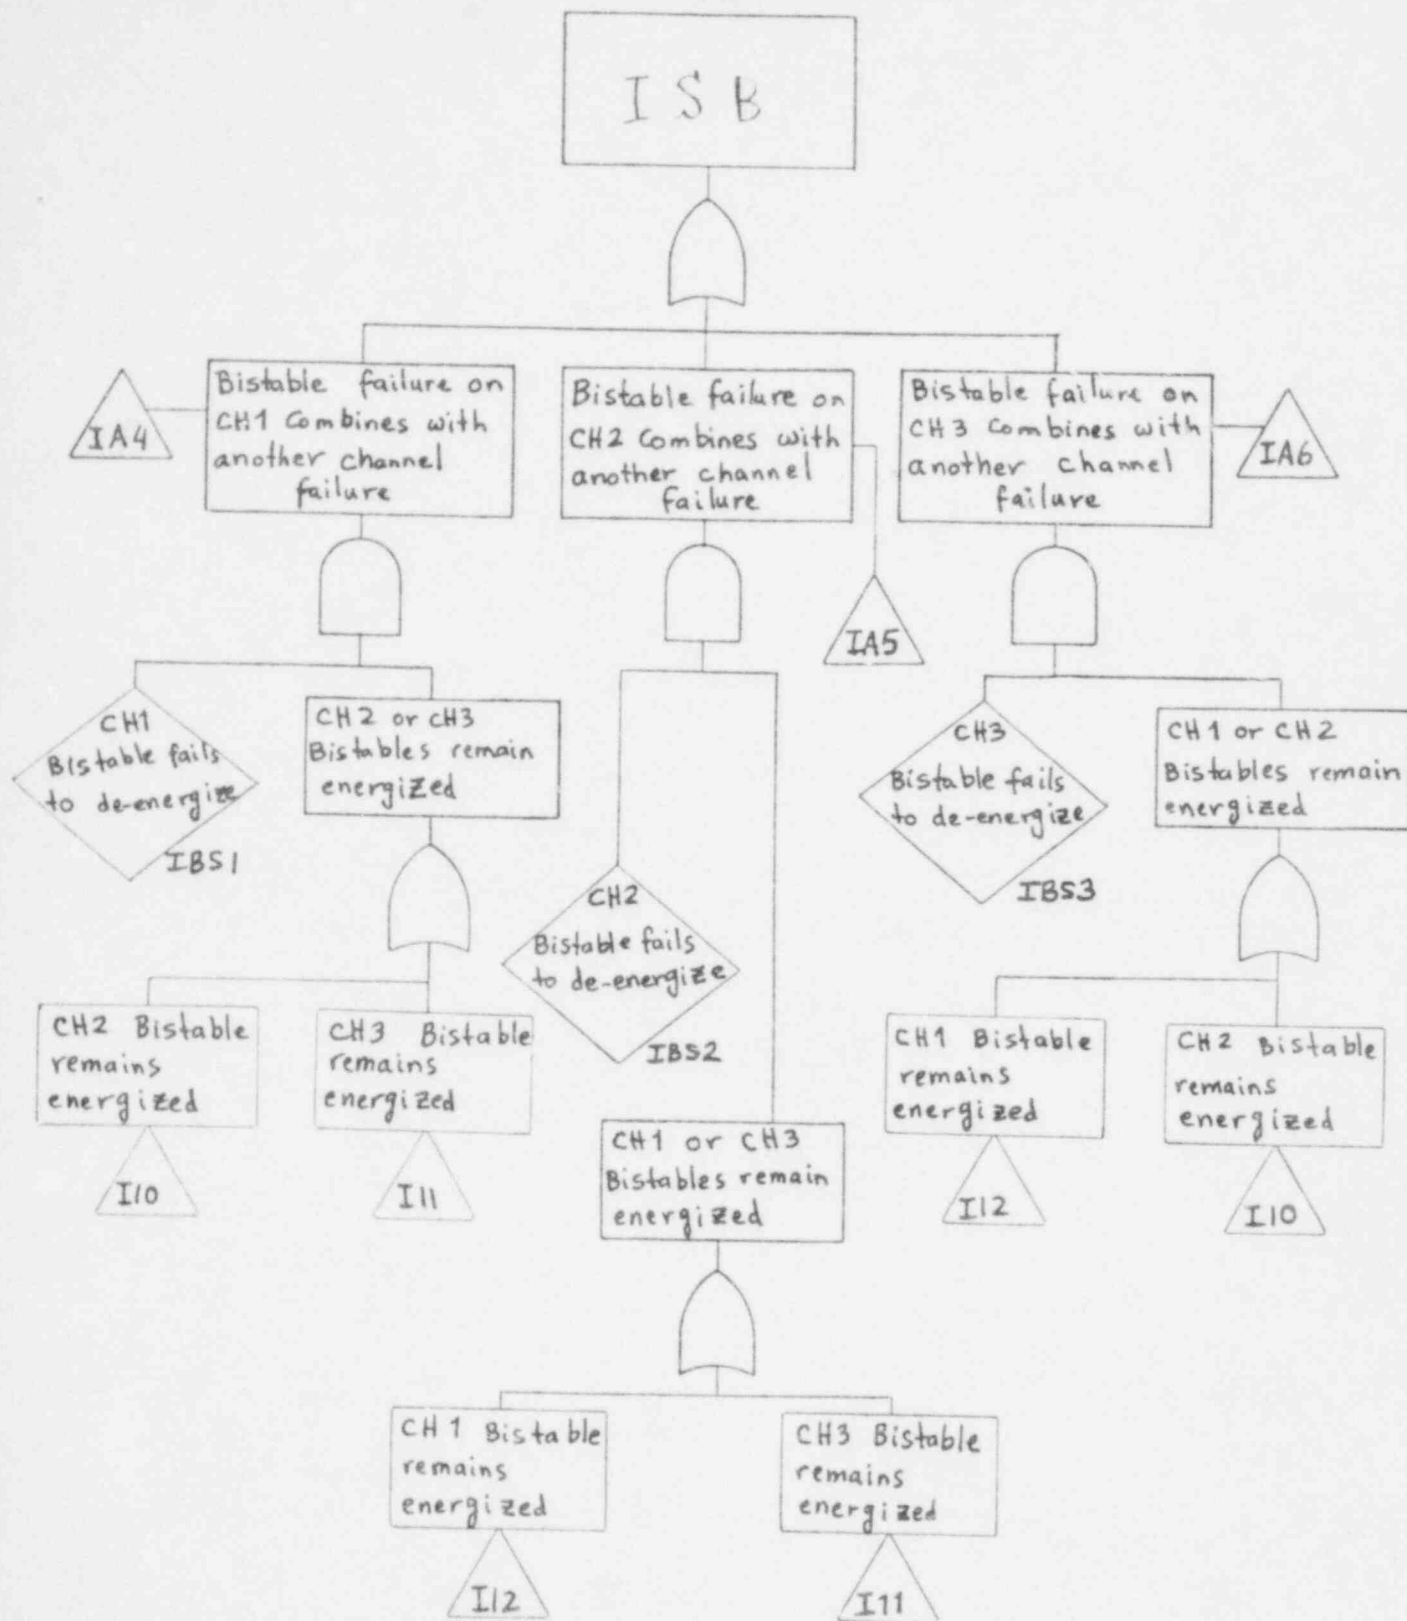 ISB
Bistable failure on
CH1 Combines with
another channel
failure
IA4
Bistable failure on
CH2 Combines with
another channel
failure
IA5
Bistable failure on
CH3 Combines with
another channel
failure
IA6
CH1
Bistable fails
to de-energize
IBS1
CH2 or CH3
Bistables remain
energized
CH2
Bistable fails
to de-energize
IBS2
CH3
Bistable fails
to de-energize
IBS3
CH1 or CH2
Bistables remain
energized
CH2 Bistable
remains
energized
I10
CH3 Bistable
remains
energized
I11
CH1 or CH3
Bistables remain
energized
CH1 Bistable
remains
energized
I12
CH2 Bistable
remains
energized
I10
CH1 Bistable
remains
energized
I12
CH3 Bistable
remains
energized
I11